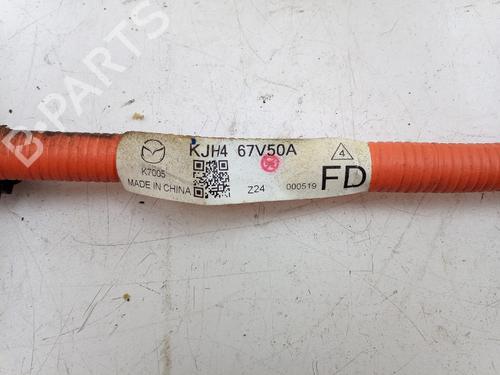 B-PARTS
KJH4 67V50A
4
K7005
MADE IN CHINA
Z24
000519
FD